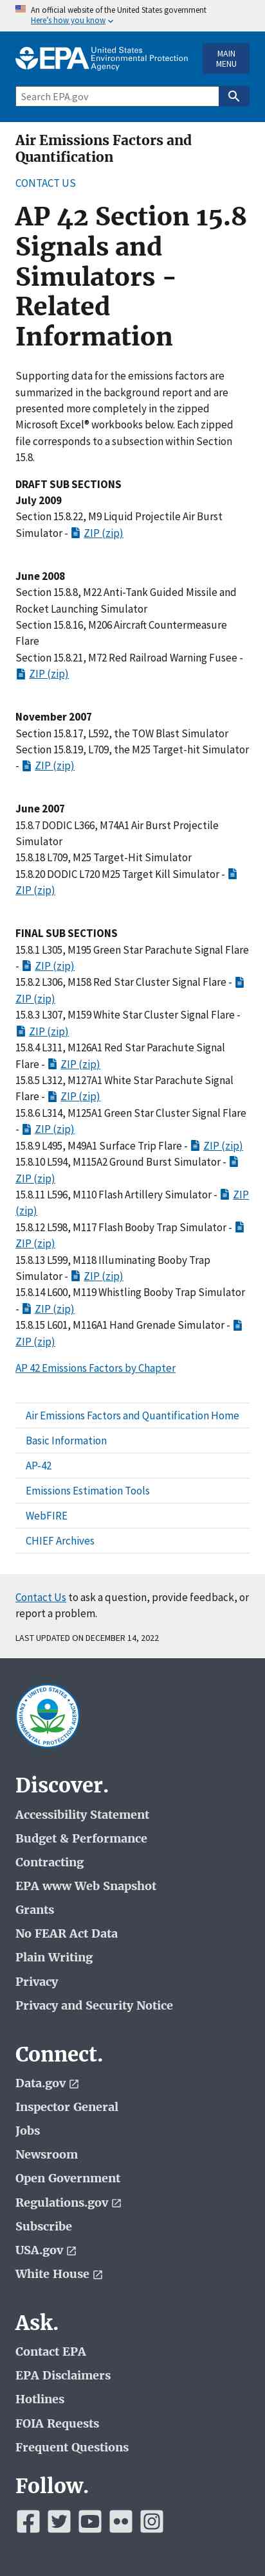 An official website of the United States government
Here's how you know
EPA United States
Environmental Protection
Agency
MAIN
MENU
Search EPA.gov
Air Emissions Factors and
Quantification
CONTACT US
AP 42 Section 15.8
Signals and
Simulators -
Related
Information
Supporting data for the emissions factors are
summarized in the background report and are
presented more completely in the zipped
Microsoft Excel® workbooks below. Each zipped
file corresponds to a subsection within Section
15.8.
DRAFT SUB SECTIONS
July 2009
Section 15.8.22, M9 Liquid Projectile Air Burst
Simulator - ZIP (zip)
June 2008
Section 15.8.8, M22 Anti-Tank Guided Missile and
Rocket Launching Simulator
Section 15.8.16, M206 Aircraft Countermeasure
Flare
Section 15.8.21, M72 Red Railroad Warning Fusee -
ZIP (zip)
November 2007
Section 15.8.17, L592, the TOW Blast Simulator
Section 15.8.19, L709, the M25 Target-hit Simulator
- ZIP (zip)
June 2007
15.8.7 DODIC L366, M74A1 Air Burst Projectile
Simulator
15.8.18 L709, M25 Target-Hit Simulator
15.8.20 DODIC L720 M25 Target Kill Simulator -
ZIP (zip)
FINAL SUB SECTIONS
15.8.1 L305, M195 Green Star Parachute Signal Flare
- ZIP (zip)
15.8.2 L306, M158 Red Star Cluster Signal Flare -
ZIP (zip)
15.8.3 L307, M159 White Star Cluster Signal Flare -
ZIP (zip)
15.8.4 L311, M126A1 Red Star Parachute Signal
Flare - ZIP (zip)
15.8.5 L312, M127A1 White Star Parachute Signal
Flare - ZIP (zip)
15.8.6 L314, M125A1 Green Star Cluster Signal Flare
- ZIP (zip)
15.8.9 L495, M49A1 Surface Trip Flare - ZIP (zip)
15.8.10 L594, M115A2 Ground Burst Simulator -
ZIP (zip)
15.8.11 L596, M110 Flash Artillery Simulator - ZIP
(zip)
15.8.12 L598, M117 Flash Booby Trap Simulator -
ZIP (zip)
15.8.13 L599, M118 Illuminating Booby Trap
Simulator - ZIP (zip)
15.8.14 L600, M119 Whistling Booby Trap Simulator
- ZIP (zip)
15.8.15 L601, M116A1 Hand Grenade Simulator -
ZIP (zip)
AP 42 Emissions Factors by Chapter
Air Emissions Factors and Quantification Home
Basic Information
AP-42
Emissions Estimation Tools
WebFIRE
CHIEF Archives
Contact Us to ask a question, provide feedback, or
report a problem.
LAST UPDATED ON DECEMBER 14, 2022
UNITED STATES
ENVIRONMENTAL PROTECTION AGENCY
Discover.
Accessibility Statement
Budget & Performance
Contracting
EPA www Web Snapshot
Grants
No FEAR Act Data
Plain Writing
Privacy
Privacy and Security Notice
Connect.
Data.gov
Inspector General
Jobs
Newsroom
Open Government
Regulations.gov
Subscribe
USA.gov
White House
Ask.
Contact EPA
EPA Disclaimers
Hotlines
FOIA Requests
Frequent Questions
Follow.